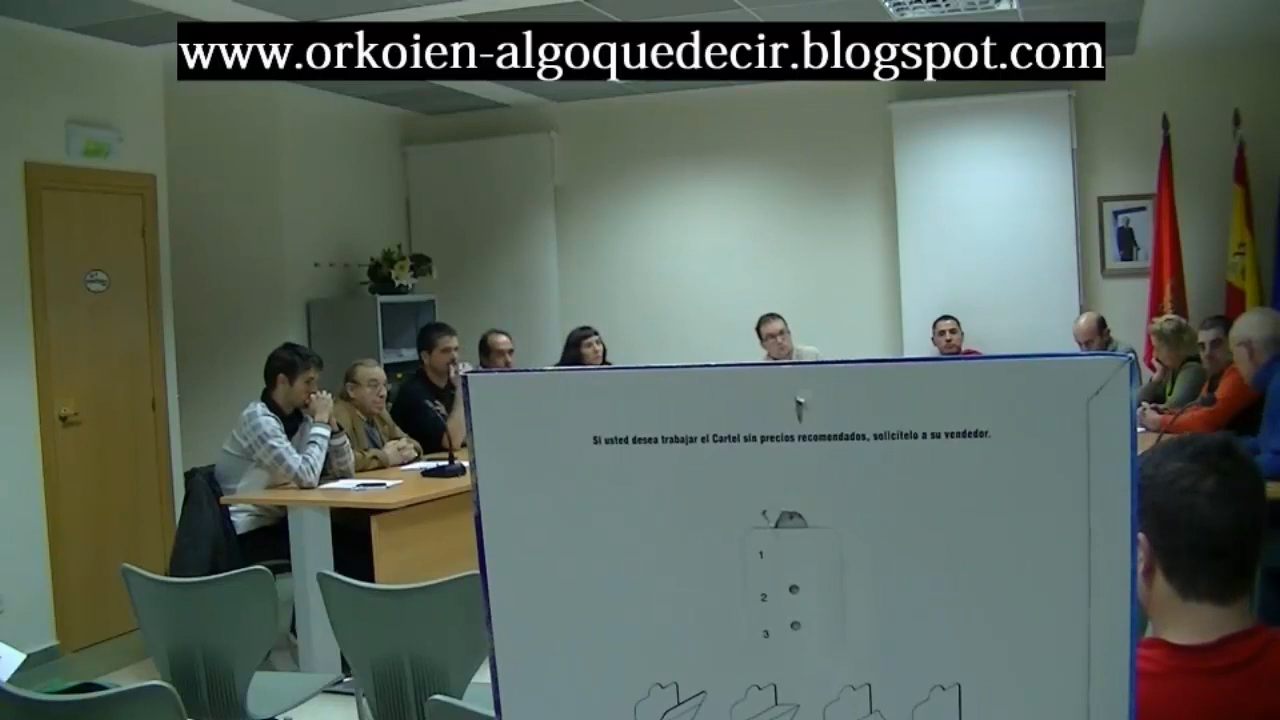 www.orkoien-algoquedecir.blogspot.com
Si usted desea trabajar el Cartel sin precios recomendados, solicítelo a su vendedor.
1
2
3